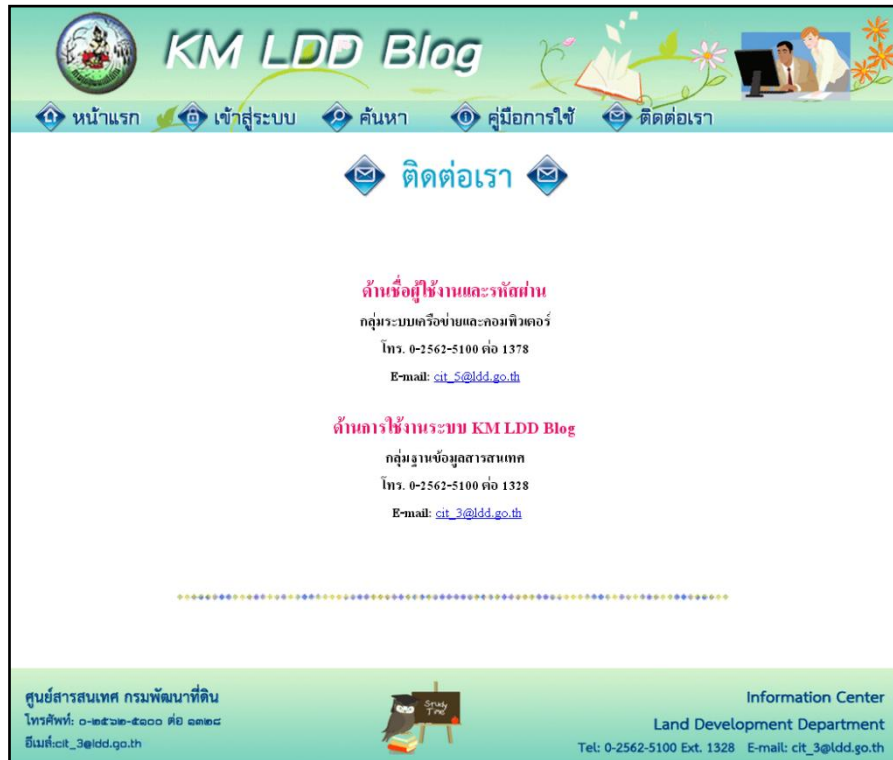 KM LDD Blog
หน้าแรก เข้าสู่ระบบ ค้นหา คู่มือการใช้ ติดต่อเรา
ติดต่อเรา
ด้านชื่อผู้ใช้งานและรหัสผ่าน
กลุ่มระบบเครือข่ายและคอมพิวเตอร์
โทร. 0-2562-5100 ต่อ 1378
E-mail: cit_5@ldd.go.th
ด้านการใช้งานระบบ KM LDD Blog
กลุ่มฐานข้อมูลสารสนเทศ
โทร. 0-2562-5100 ต่อ 1328
E-mail: cit_3@ldd.go.th
ศูนย์สารสนเทศ กรมพัฒนาที่ดิน
โทรศัพท์: ๐-๒๕๖๒-๕๑๐๐ ต่อ ๑๓๒๘
อีเมล์:cit_3@ldd.go.th
Study
Time
Information Center
Land Development Department
Tel: 0-2562-5100 Ext. 1328 E-mail: cit_3@ldd.go.th